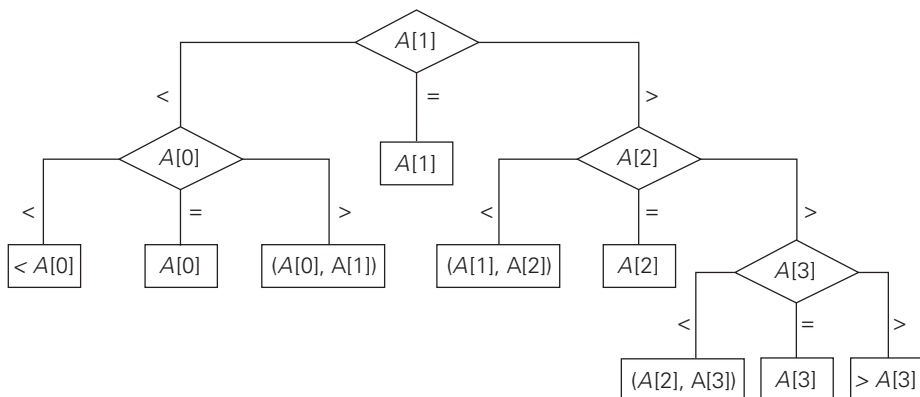 A[1]
< = >
A[0] A[1] A[2]
< = > < = >
< A[0] A[0] (A[0], A[1]) (A[1], A[2]) A[2] A[3]
< = >
(A[2], A[3]) A[3] > A[3]